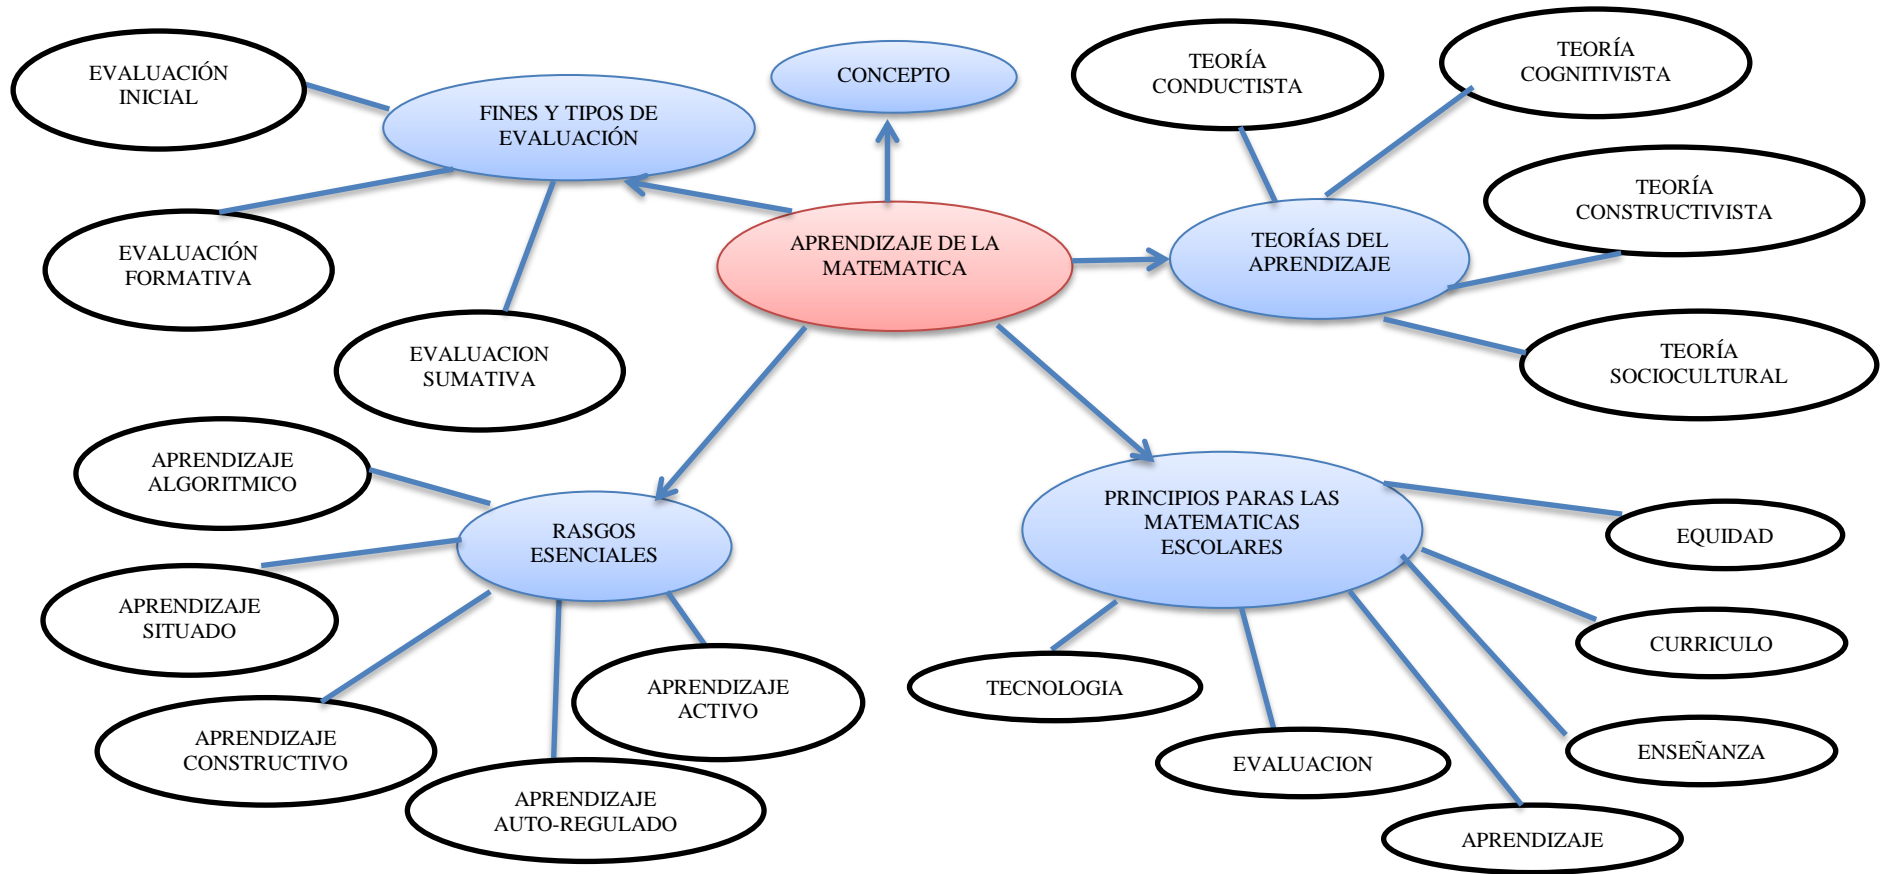 EVALUACIÓN
INICIAL
FINES Y TIPOS DE
EVALUACIÓN
CONCEPTO
TEORÍA
CONDUCTISTA
TEORÍA
COGNITIVISTA
TEORÍA
CONSTRUCTIVISTA
EVALUACIÓN
FORMATIVA
APRENDIZAJE DE LA
MATEMATICA
TEORÍAS DEL
APRENDIZAJE
EVALUACION
SUMATIVA
TEORÍA
SOCIOCULTURAL
APRENDIZAJE
ALGORITMICO
RASGOS
ESENCIALES
PRINCIPIOS PARAS LAS
MATEMATICAS
ESCOLARES
EQUIDAD
APRENDIZAJE
SITUADO
CURRICULO
APRENDIZAJE
ACTIVO
TECNOLOGIA
APRENDIZAJE
CONSTRUCTIVO
EVALUACION
ENSEÑANZA
APRENDIZAJE
AUTO-REGULADO
APRENDIZAJE